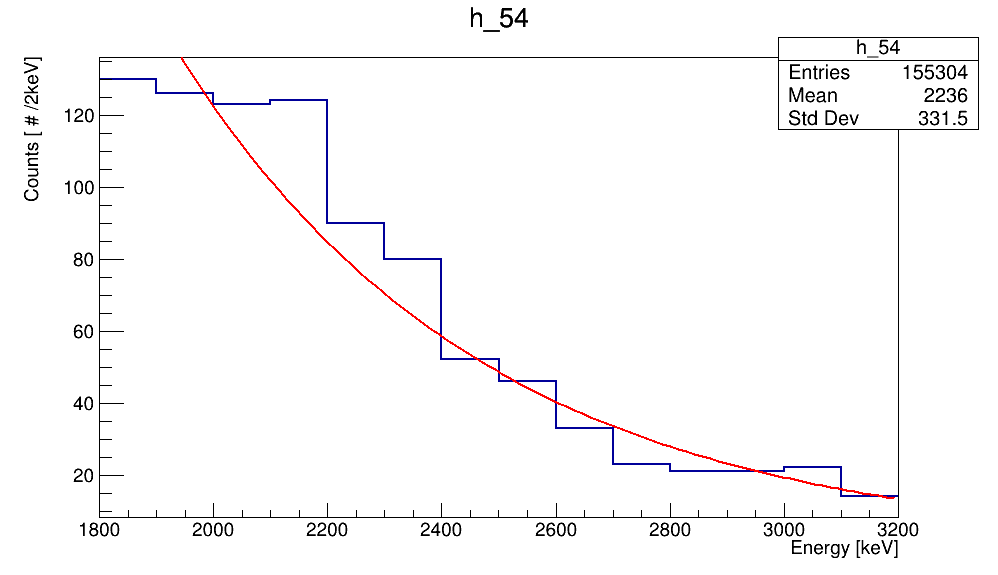 h_54
h_54
Entries 155304
Mean 2236
Std Dev 331.5
Counts [ # /2keV]
120
100
80
60
40
20
1800 2000 2200 2400 2600 2800 3000 3200
Energy [keV]